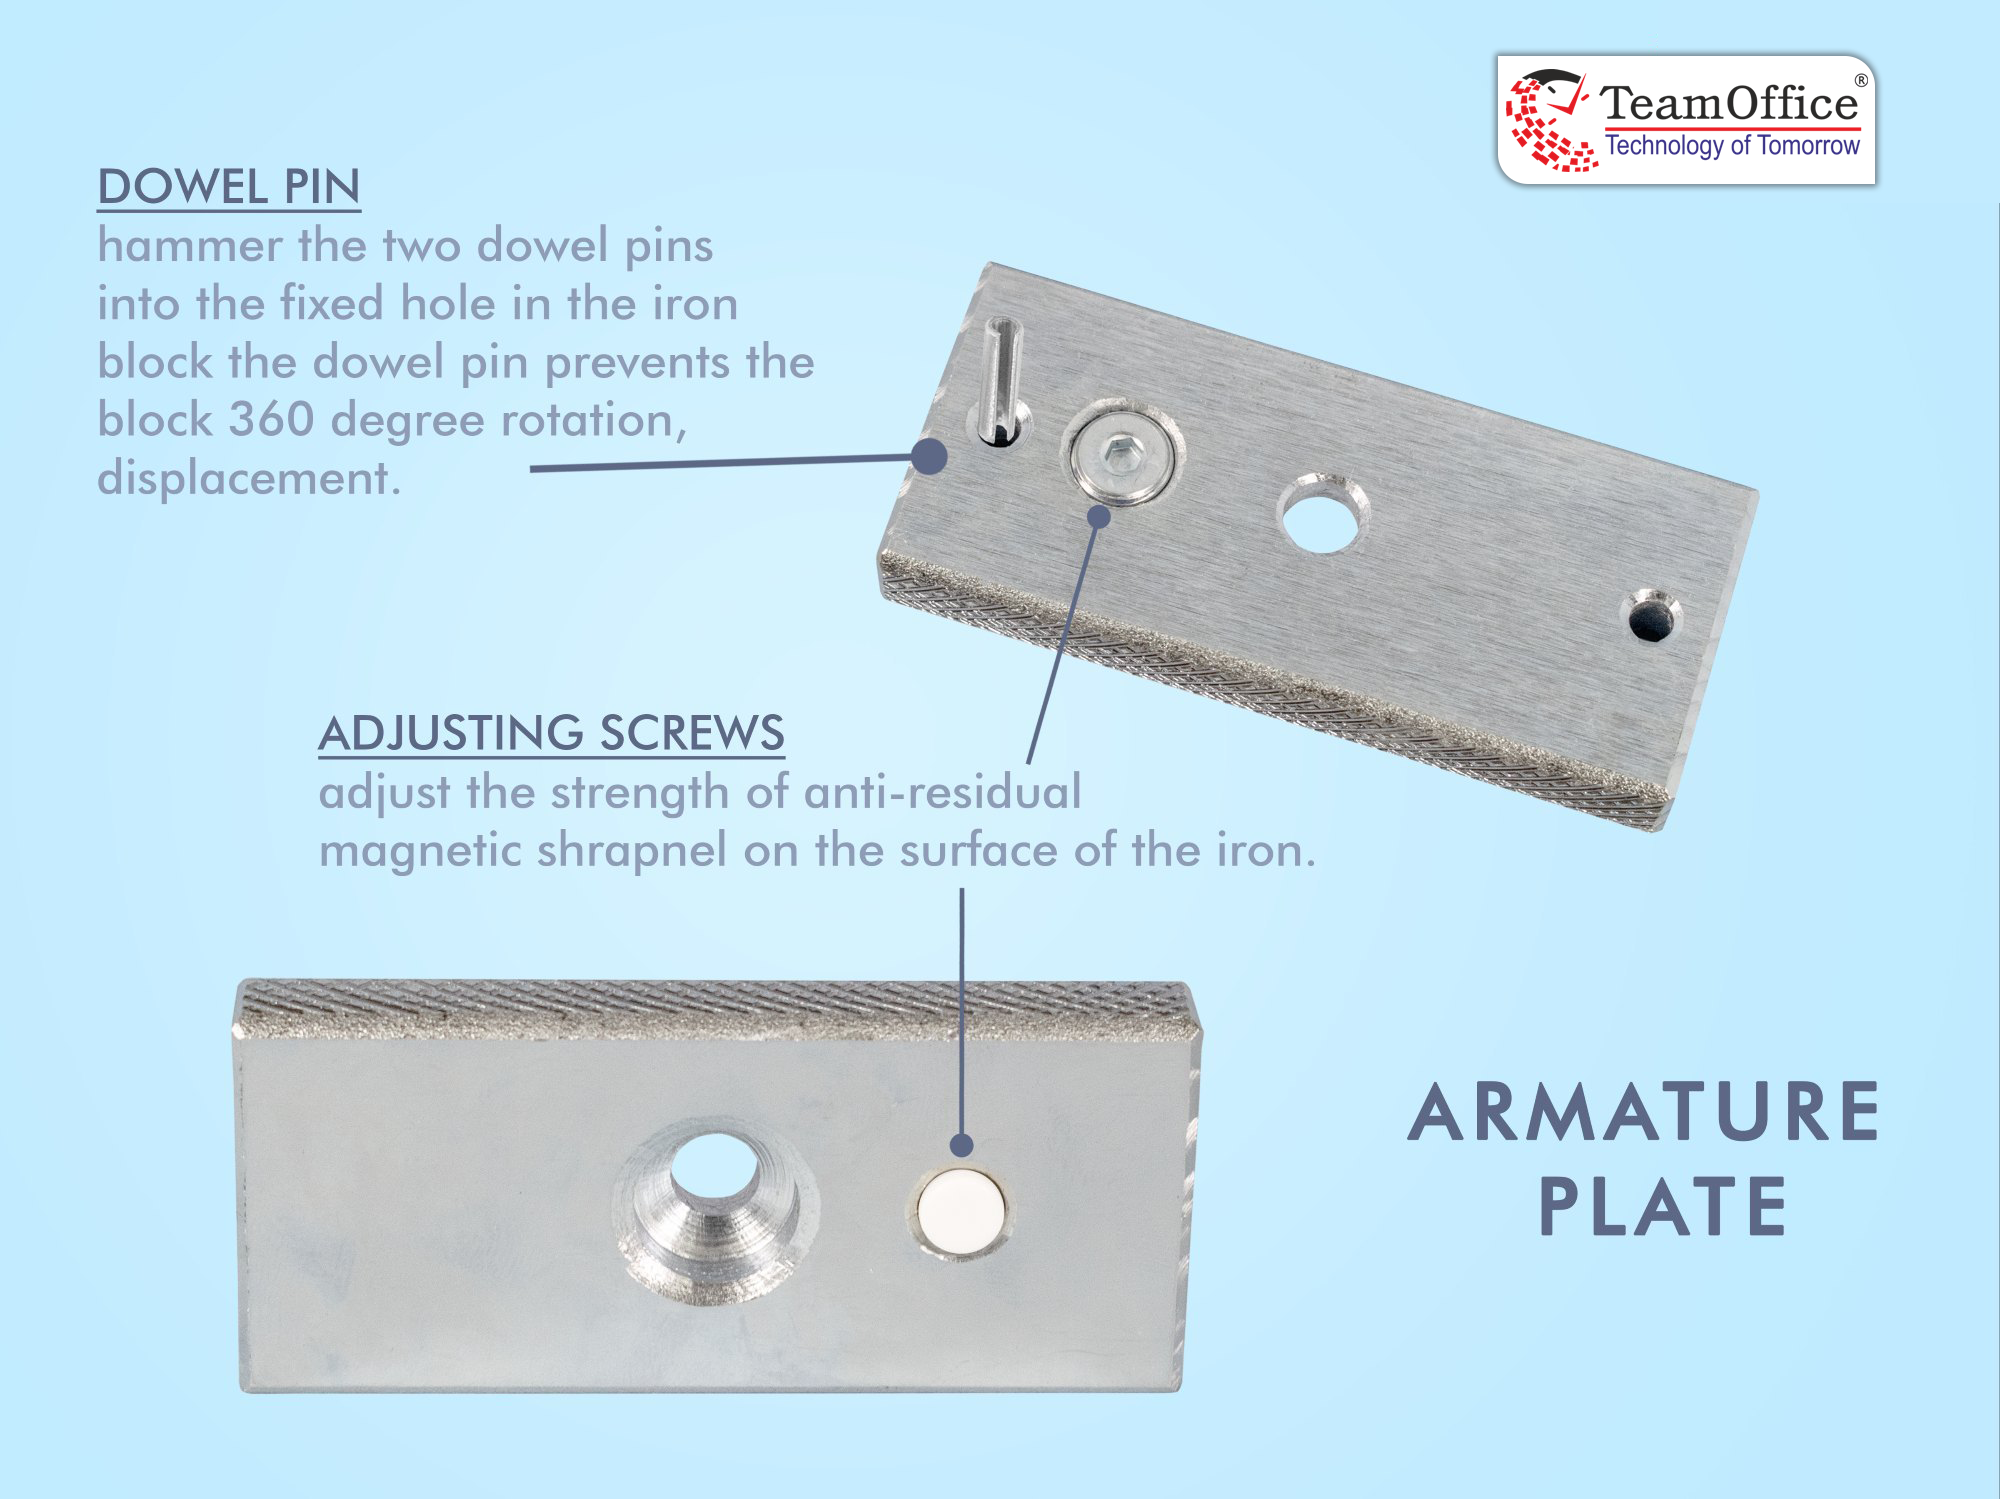 TeamOffice®
Technology of Tomorrow
DOWEL PIN
hammer the two dowel pins
into the fixed hole in the iron
block the dowel pin prevents the
block 360 degree rotation,
displacement.
ADJUSTING SCREWS
adjust the strength of anti-residual
magnetic shrapnel on the surface of the iron.
ARMATURE
PLATE